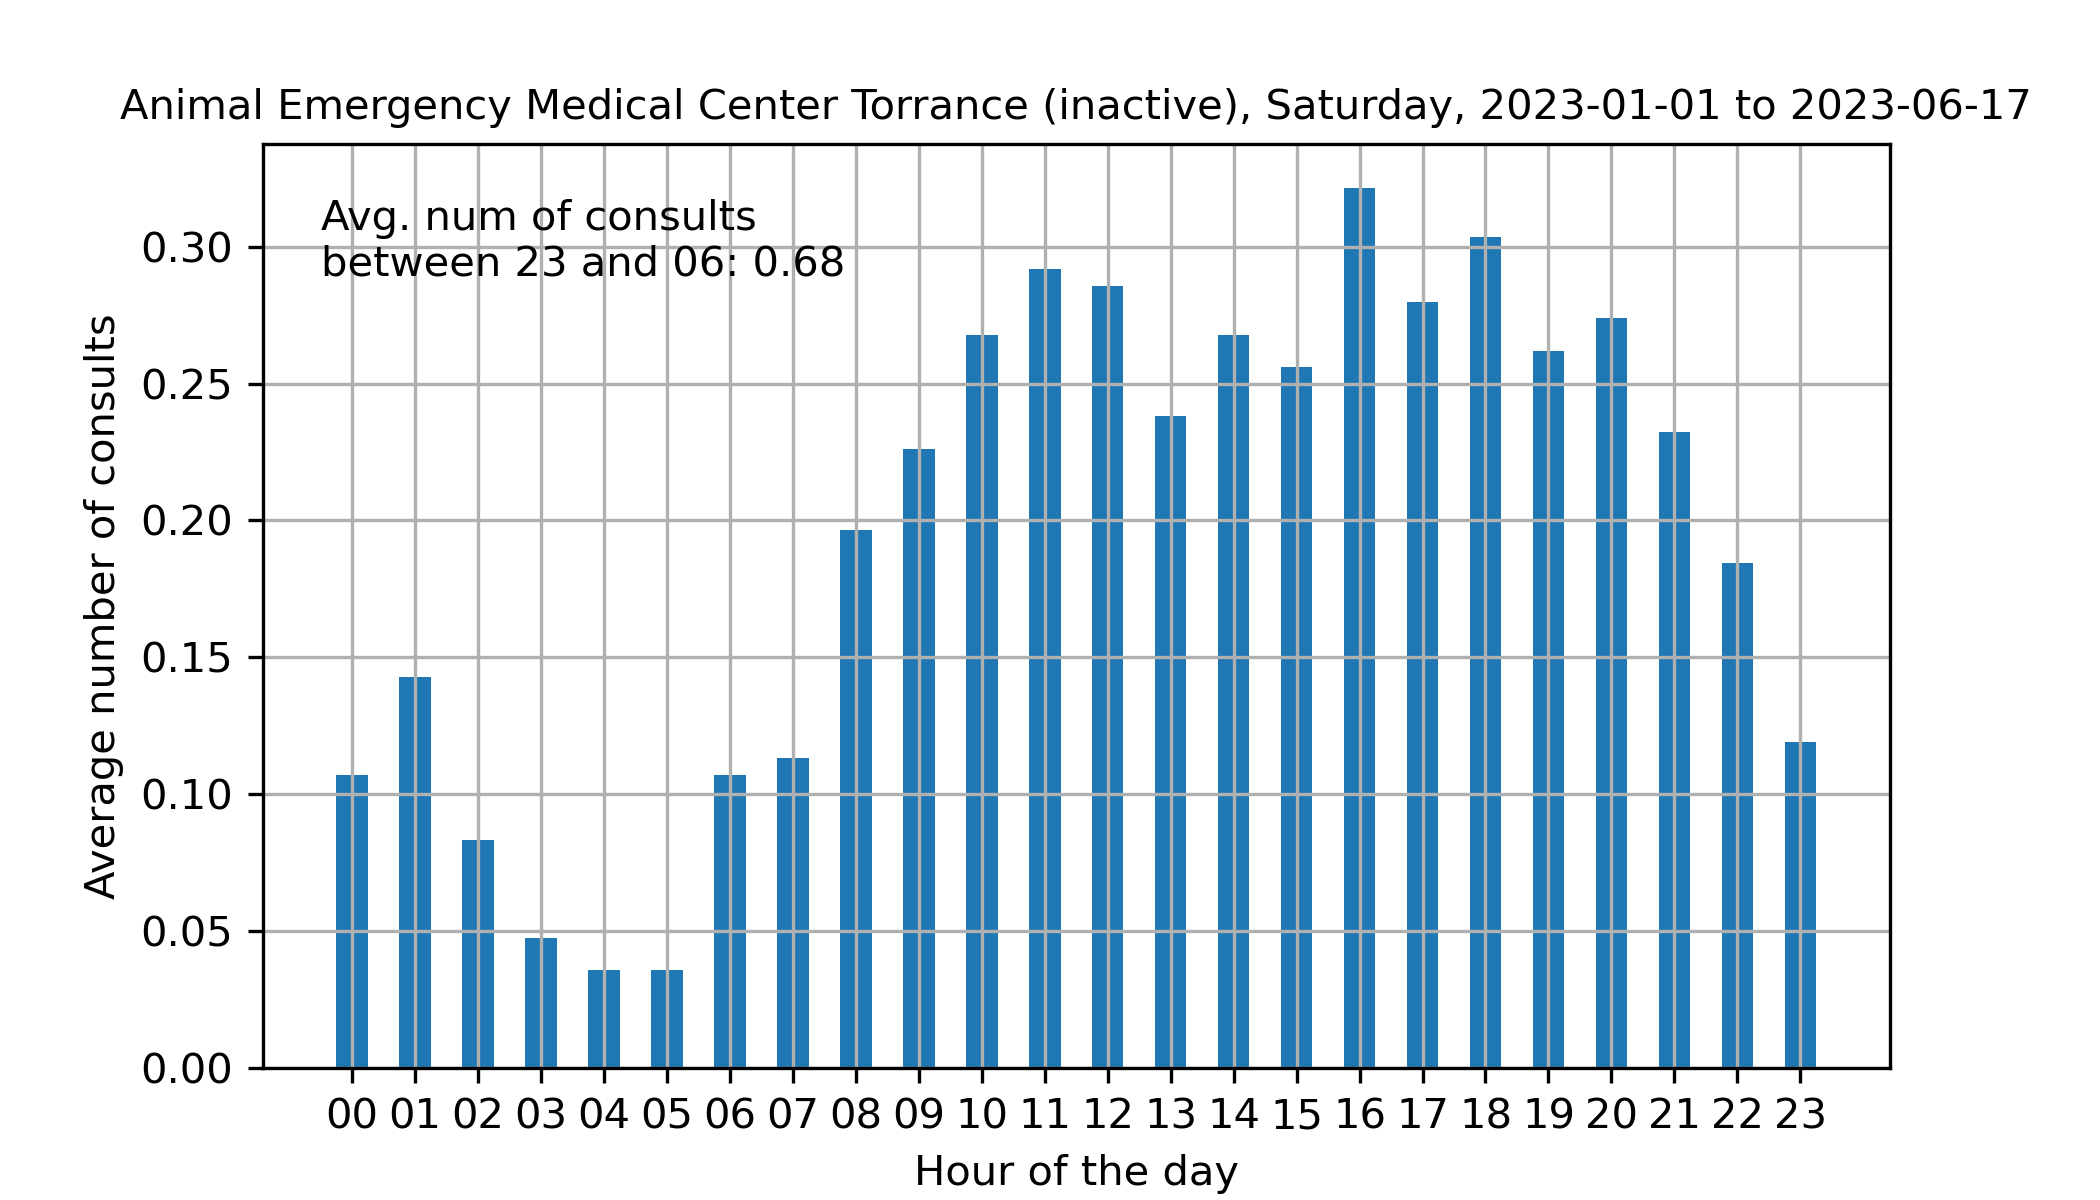 Animal Emergency Medical Center Torrance (inactive), Saturday, 2023-01-01 to 2023-06-17
Avg. num of consults
between 23 and 06: 0.68
Average number of consults
0.30
0.25
0.20
0.15
0.10
0.05
0.00
00 01 02 03 04 05 06 07 08 09 10 11 12 13 14 15 16 17 18 19 20 21 22 23
Hour of the day